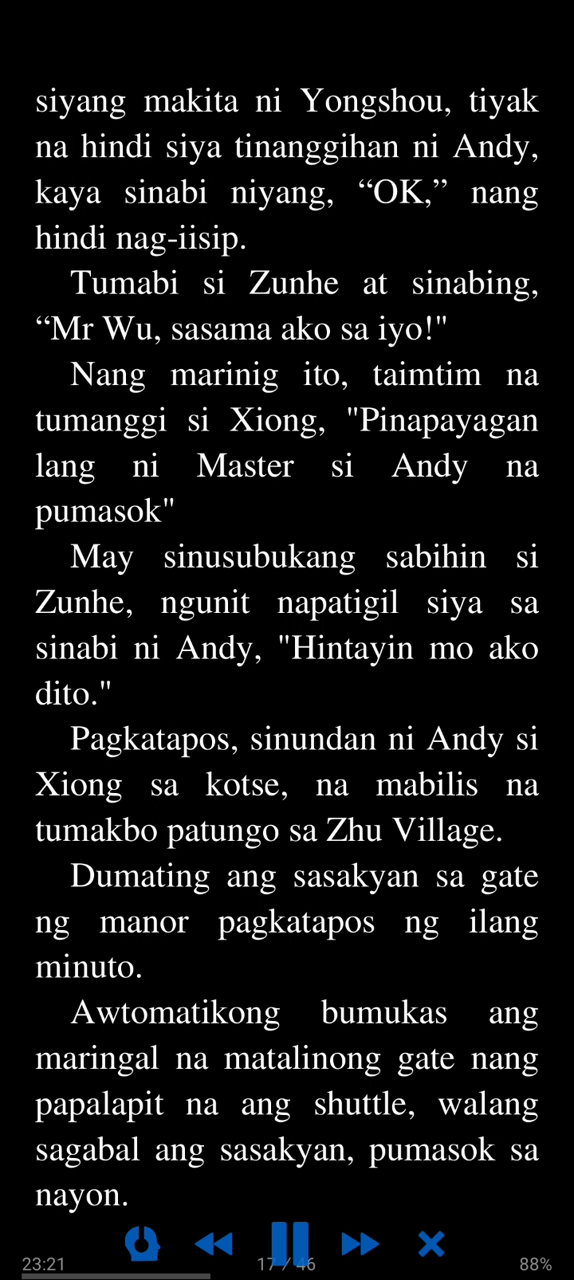 siyang makita ni Yongshou, tiyak
na hindi siya tinanggihan ni Andy,
kaya sinabi niyang, “OK,” nang
hindi nag-iisip.
Tumabi si Zunhe at sinabing,
“Mr Wu, sasama ako sa iyo!"
Nang marinig ito, taimtim na
tumanggi si Xiong, "Pinapayagan
lang ni Master si Andy na
pumasok"
May sinusubukang sabihin si
Zunhe, ngunit napatigil siya sa
sinabi ni Andy, "Hintayin mo ako
dito."
Pagkatapos, sinundan ni Andy si
Xiong sa kotse, na mabilis na
tumakbo patungo sa Zhu Village.
Dumating ang sasakyan sa gate
ng manor pagkatapos ng ilang
minuto.
Awtomatikong bumukas ang
maringal na matalinong gate nang
papalapit na ang shuttle, walang
sagabal ang sasakyan, pumasok sa
nayon.
23:21 17 / 46 88%